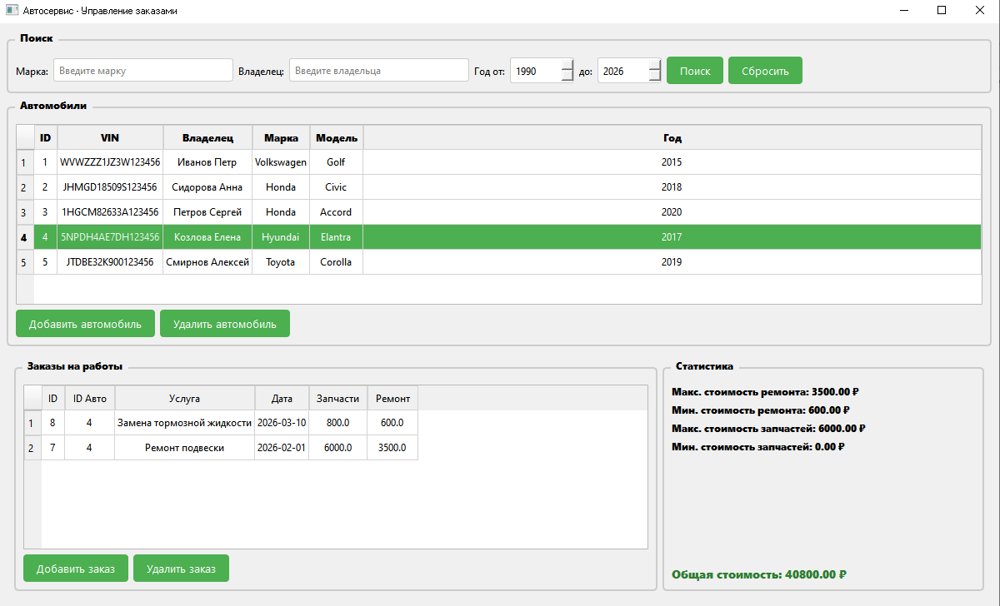 Автосервис - Управление заказами
Поиск
Марка: Введите марку Владелец: Введите владельца Год от: 1990 до: 2026 Поиск Сбросить
Автомобили
ID VIN Владелец Марка Модель Год
1 1 WVWZZZ1JZ3W123456 Иванов Петр Volkswagen Golf 2015
2 2 JHMGD18509S123456 Сидорова Анна Honda Civic 2018
3 3 1HGCM82633A123456 Петров Сергей Honda Accord 2020
4 4 5NPDH4AE7DH123456 Козлова Елена Hyundai Elantra 2017
5 5 JTDBE32K900123456 Смирнов Алексей Toyota Corolla 2019
Добавить автомобиль Удалить автомобиль
Заказы на работы
ID ID Авто Услуга Дата Запчасти Ремонт
1 8 4 Замена тормозной жидкости 2026-03-10 800.0 600.0
2 7 4 Ремонт подвески 2026-02-01 6000.0 3500.0
Добавить заказ Удалить заказ
Статистика
Макс. стоимость ремонта: 3500.00 ₽
Мин. стоимость ремонта: 600.00 ₽
Макс. стоимость запчастей: 6000.00 ₽
Мин. стоимость запчастей: 0.00 ₽
Общая стоимость: 40800.00 ₽